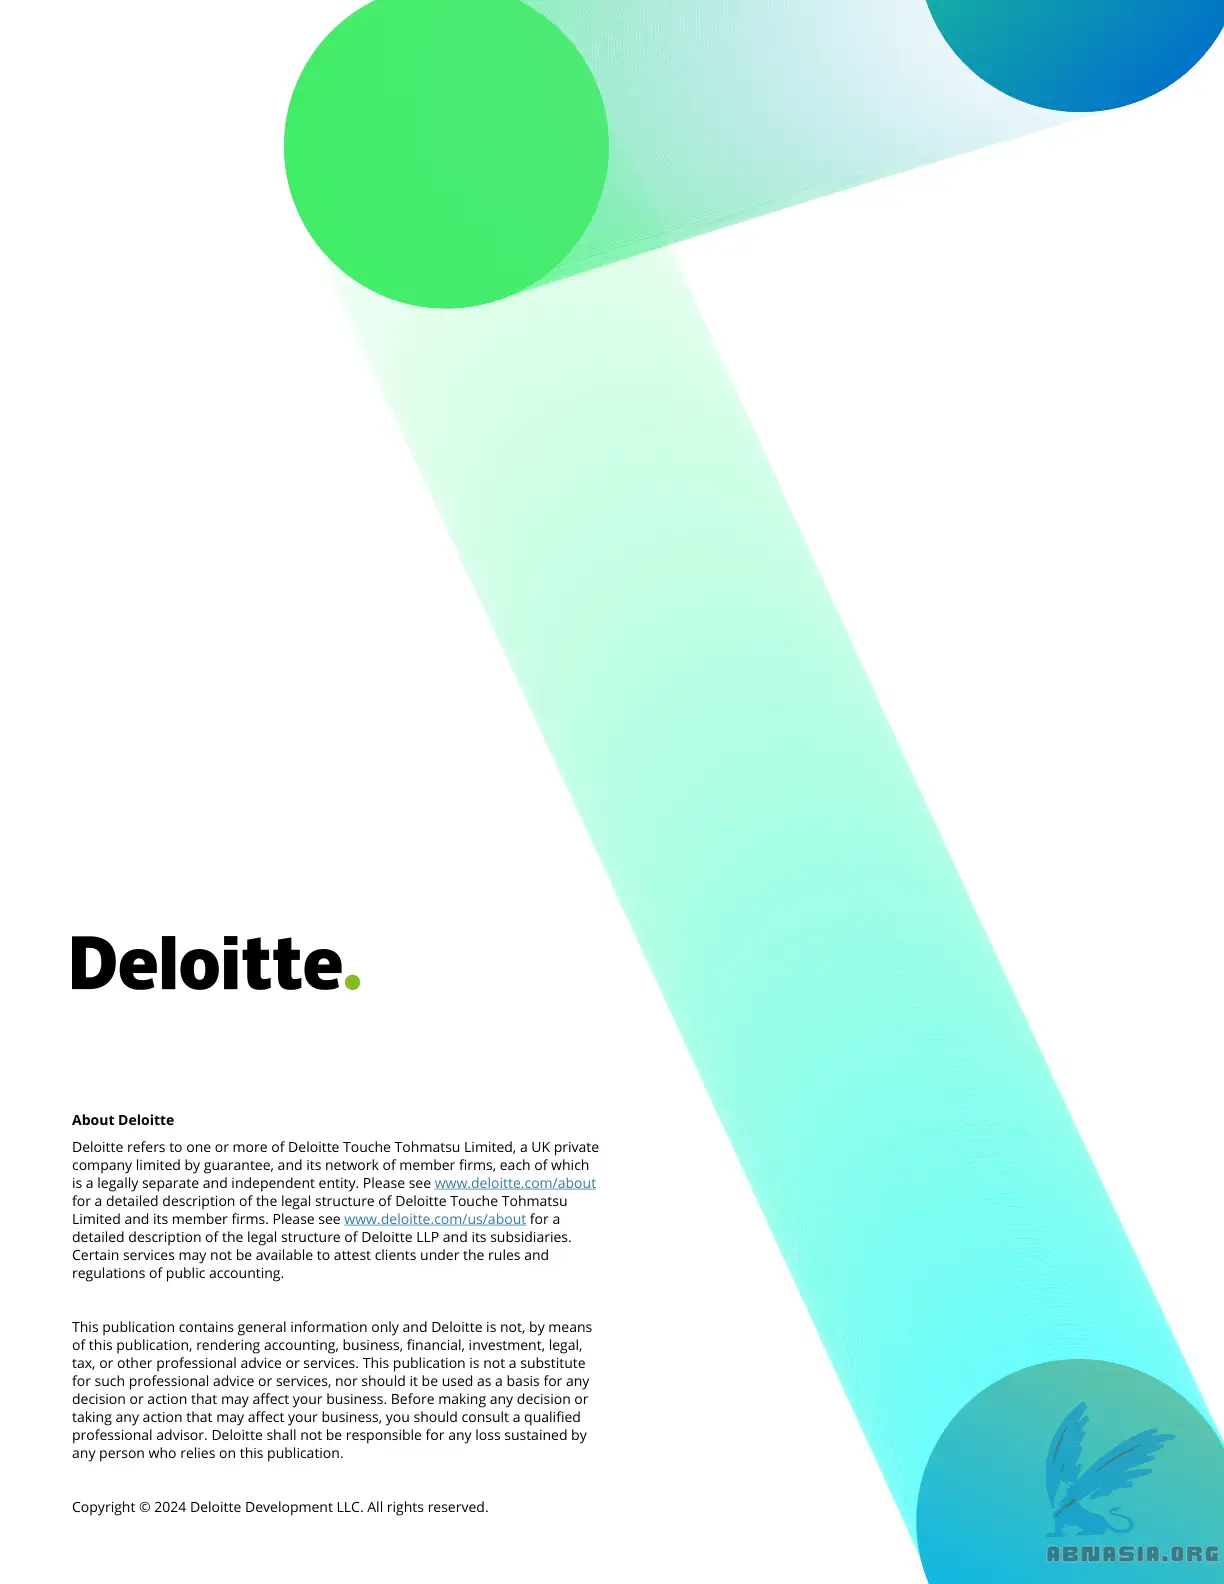 Deloitte.
About Deloitte
Deloitte refers to one or more of Deloitte Touche Tohmatsu Limited, a UK private
company limited by guarantee, and its network of member firms, each of which
is a legally separate and independent entity. Please see www.deloitte.com/about
for a detailed description of the legal structure of Deloitte Touche Tohmatsu
Limited and its member firms. Please see www.deloitte.com/us/about for a
detailed description of the legal structure of Deloitte LLP and its subsidiaries.
Certain services may not be available to attest clients under the rules and
regulations of public accounting.
This publication contains general information only and Deloitte is not, by means
of this publication, rendering accounting, business, financial, investment, legal,
tax, or other professional advice or services. This publication is not a substitute
for such professional advice or services, nor should it be used as a basis for any
decision or action that may affect your business. Before making any decision or
taking any action that may affect your business, you should consult a qualified
professional advisor. Deloitte shall not be responsible for any loss sustained by
any person who relies on this publication.
Copyright © 2024 Deloitte Development LLC. All rights reserved.
ABNASIA.ORG